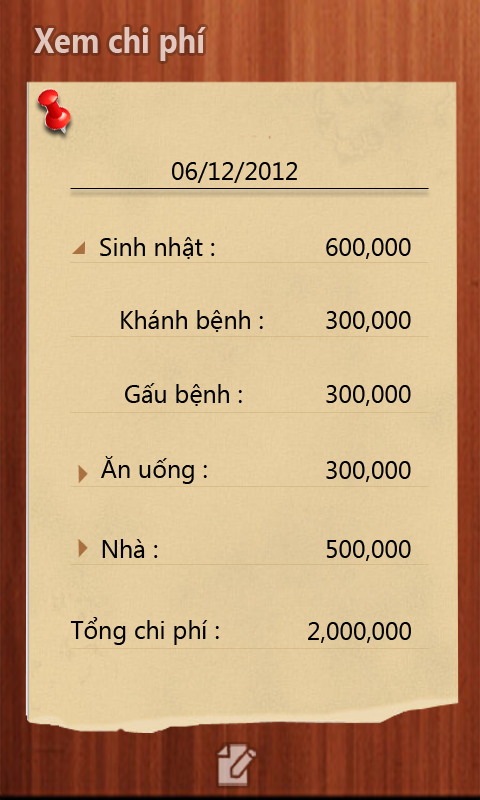 Xem chi phí
06/12/2012
Sinh nhật : 600,000
Khánh bệnh : 300,000
Gấu bệnh : 300,000
Ăn uống : 300,000
Nhà : 500,000
Tổng chi phí : 2,000,000